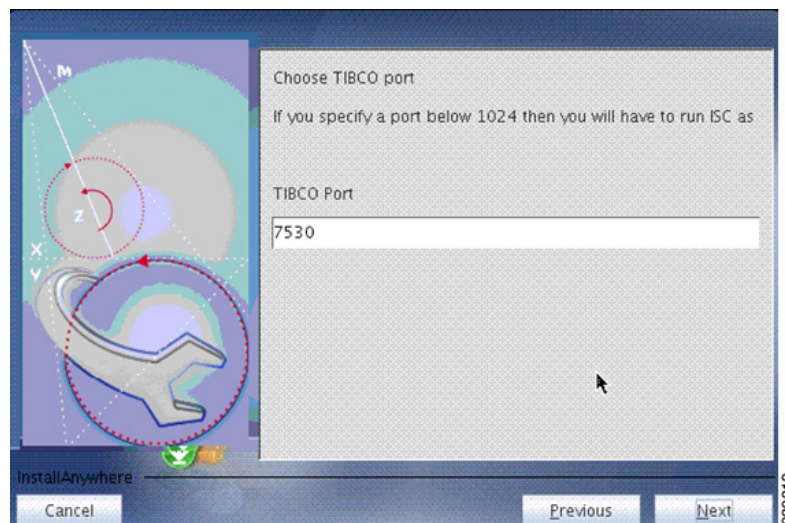 M
Z
X
Y
Choose TIBCO port
If you specify a port below 1024 then you will have to run ISC as
TIBCO Port
7530
InstallAnywhere
Cancel
Previous
Next